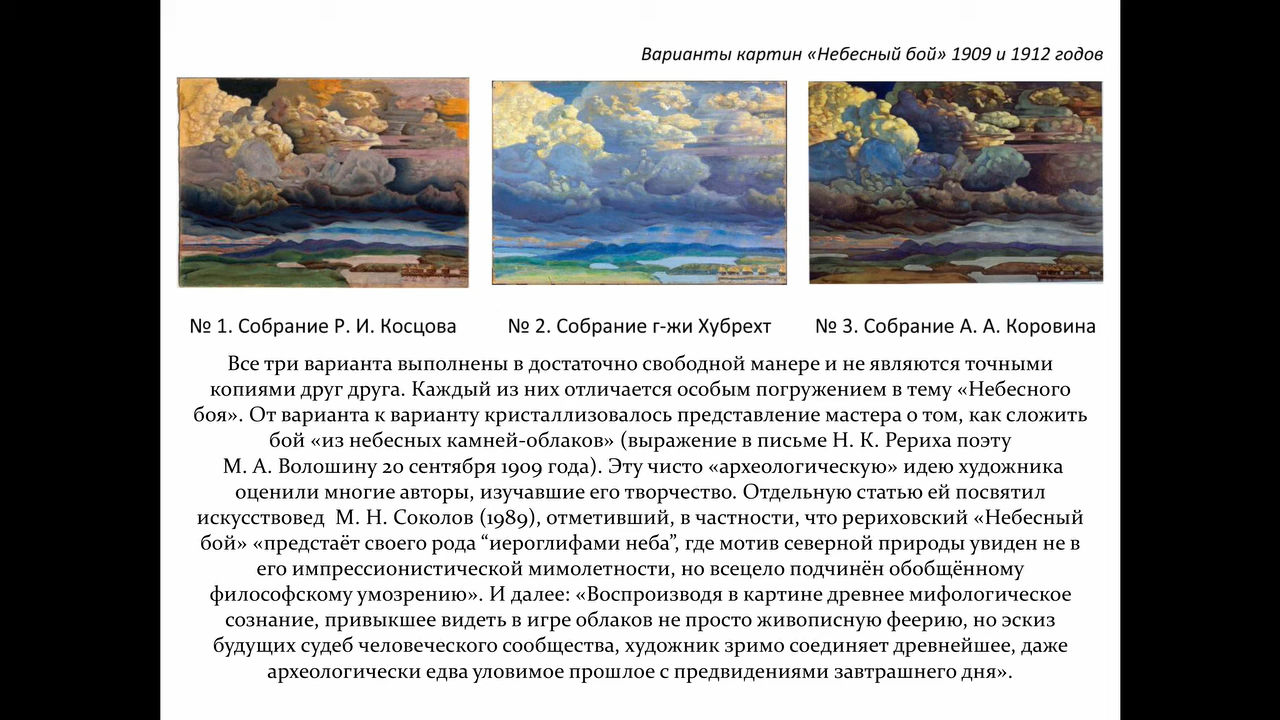 Варианты картин «Небесный бой» 1909 и 1912 годов
№ 1. Собрание Р. И. Косцова
№ 2. Собрание г-жи Хубрехт
№ 3. Собрание А. А. Коровина
Все три варианта выполнены в достаточно свободной манере и не являются точными
копиями друг друга. Каждый из них отличается особым погружением в тему «Небесного
боя». От варианта к варианту кристаллизовалось представление мастера о том, как сложить
бой «из небесных камней-облаков» (выражение в письме Н. К. Рериха поэту
М. А. Волошину 20 сентября 1909 года). Эту чисто «археологическую» идею художника
оценили многие авторы, изучавшие его творчество. Отдельную статью ей посвятил
искусствовед М. Н. Соколов (1989), отметивший, в частности, что рериховский «Небесный
бой» «предстаёт своего рода “иероглифами неба”, где мотив северной природы увиден не в
его импрессионистической мимолетности, но всецело подчинён обобщённому
философскому умозрению». И далее: «Воспроизводя в картине древнее мифологическое
сознание, привыкшее видеть в игре облаков не просто живописную феерию, но эскиз
будущих судеб человеческого сообщества, художник зримо соединяет древнейшее, даже
археологически едва уловимое прошлое с предвидениями завтрашнего дня».